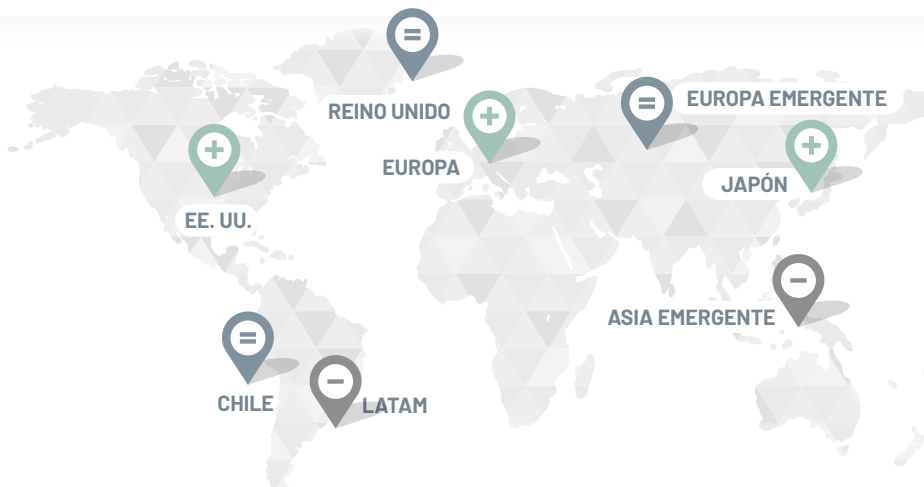 =
REINO UNIDO
+
EUROPA
=
EUROPA EMERGENTE
+
JAPÓN
+
EE. UU.
−
ASIA EMERGENTE
=
CHILE
−
LATAM